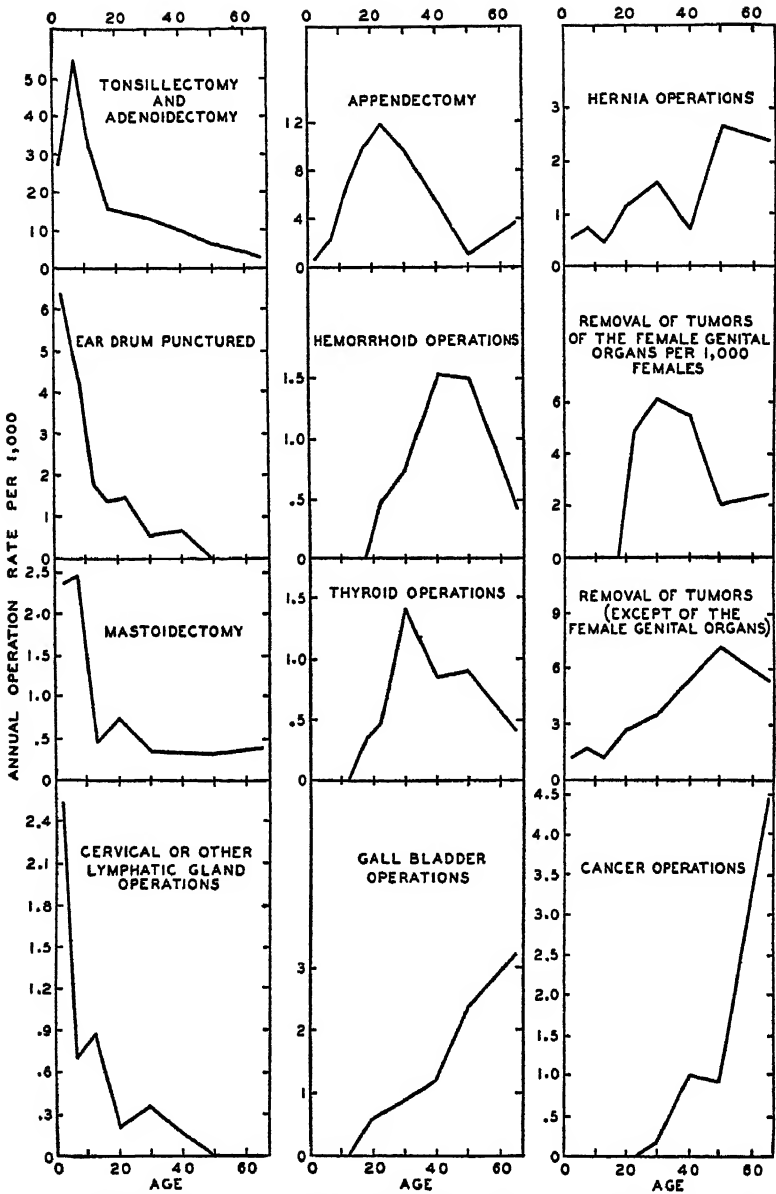 0 20 40 60
0 20 40 60
0 20 40 60
ANNUAL OPERATION RATE PER 1,000
TONSILLECTOMY
AND
ADENOIDECTOMY
50
40
30
20
10
0
APPENDECTOMY
12
8
4
0
HERNIA OPERATIONS
3
2
1
0
EAR DRUM PUNCTURED
6
5
4
3
2
1
0
HEMORRHOID OPERATIONS
1.5
1.0
.5
0
REMOVAL OF TUMORS
OF THE FEMALE GENITAL
ORGANS PER 1,000
FEMALES
6
4
2
0
MASTOIDECTOMY
2.5
2.0
1.5
1.0
.5
0
THYROID OPERATIONS
1.5
1.0
.5
0
REMOVAL OF TUMORS
(EXCEPT OF THE
FEMALE GENITAL ORGANS)
9
6
3
0
CERVICAL OR OTHER
LYMPHATIC GLAND
OPERATIONS
2.4
2.1
1.8
1.5
1.2
.9
.6
.3
0
GALL BLADDER
OPERATIONS
3
2
1
0
CANCER OPERATIONS
4.5
4.0
3.5
3.0
2.5
2.0
1.5
1.0
.5
0
0 20 40 60
AGE
0 20 40 60
AGE
0 20 40 60
AGE